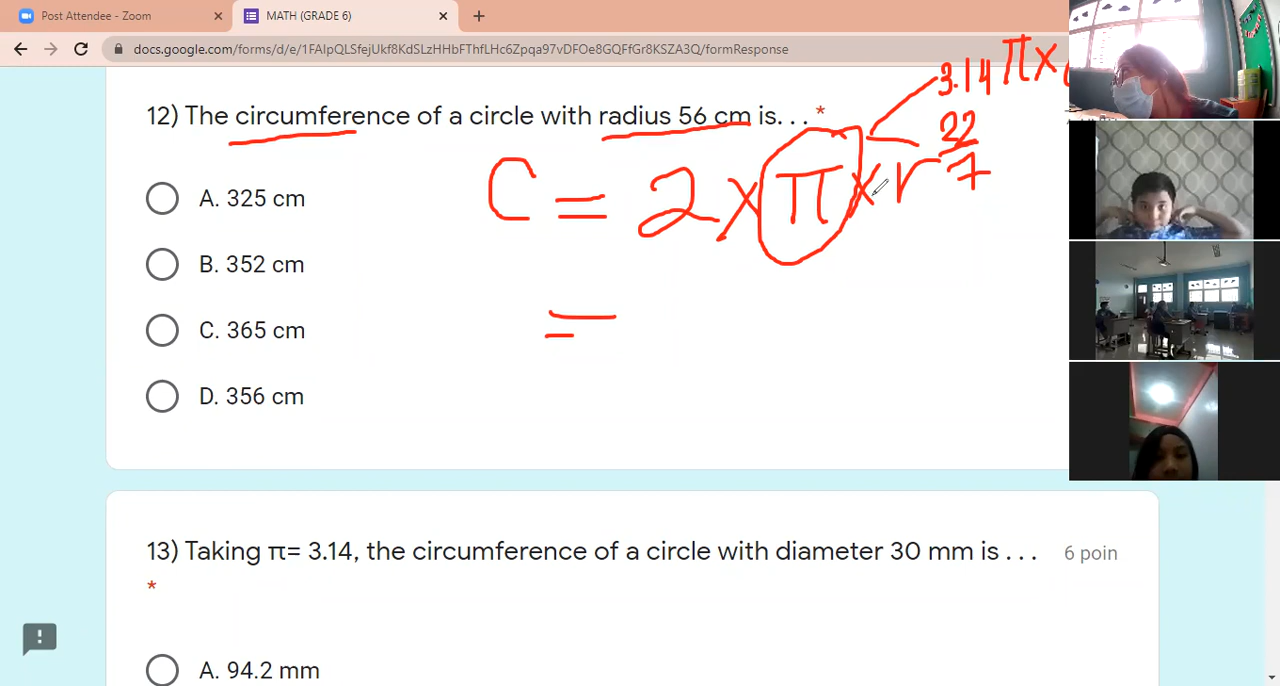 Post Attendee - Zoom
MATH (GRADE 6)
docs.google.com/forms/d/e/1FAIpQLSfejUkf8KdSLzHHbFThfLHc6Zpqa97vDFOe8GQFfGr8KSZA3Q/formResponse
3.14 πx
12) The circumference of a circle with radius 56 cm is. . . *
22
7
C = 2 x π x r
A. 325 cm
B. 352 cm
=
C. 365 cm
D. 356 cm
13) Taking π= 3.14, the circumference of a circle with diameter 30 mm is . . . 6 poin
*
A. 94.2 mm